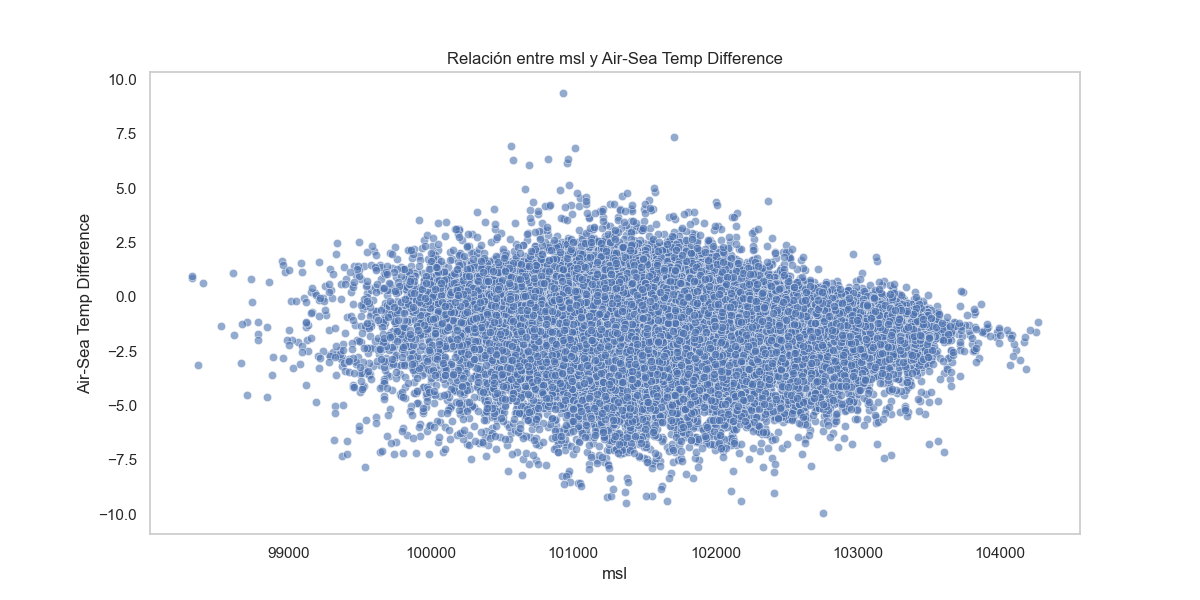 Relación entre msl y Air-Sea Temp Difference
10.0
7.5
5.0
2.5
0.0
−2.5
−5.0
−7.5
−10.0
Air-Sea Temp Difference
99000 100000 101000 102000 103000 104000
msl